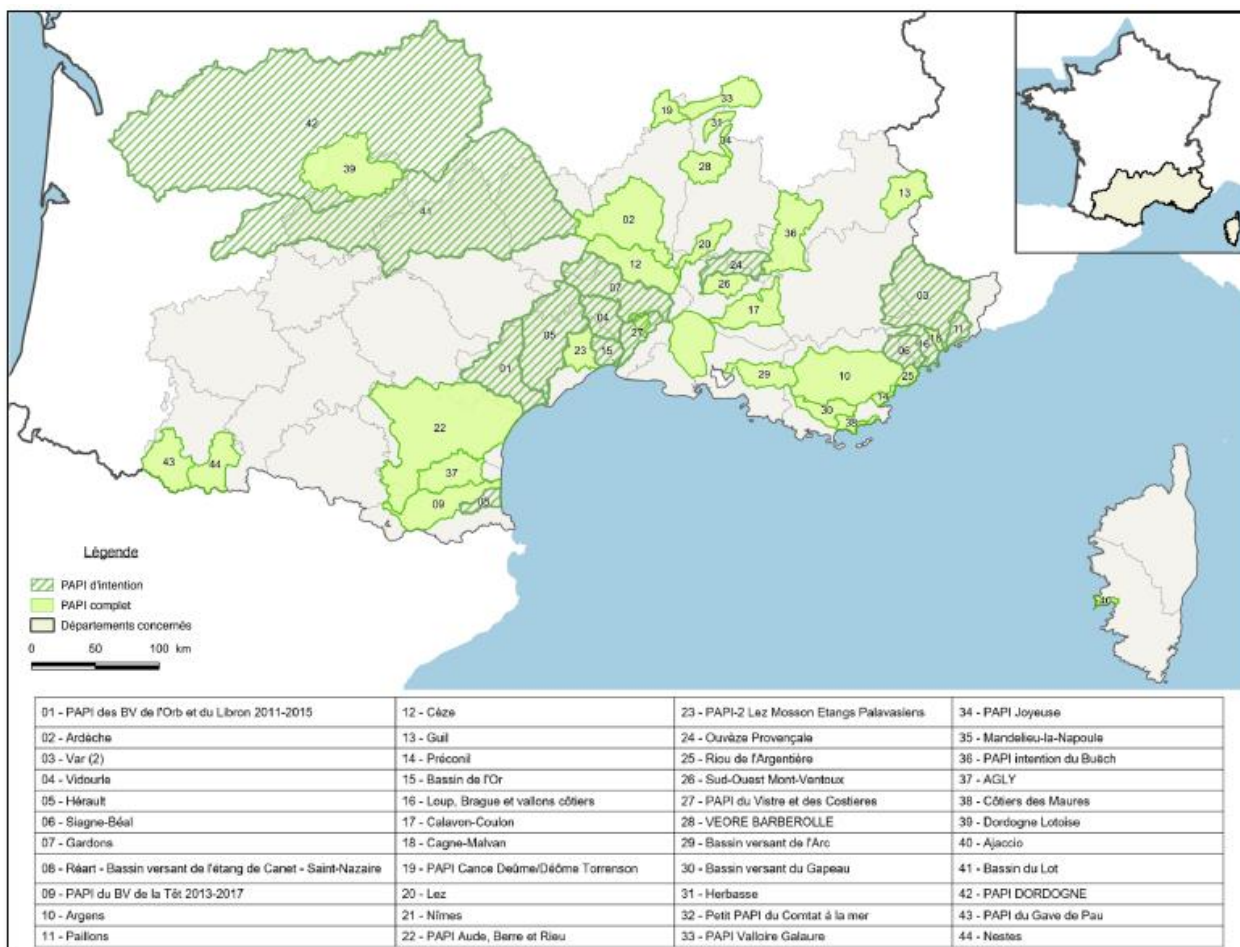 33
19
31
34
42
28
39
13
02
41
36
20
12
24
03
07
26
17
04
11
05
18
27
16
06
23
15
01
29
10
25
14
30
22
38
43
44
37
09
08
40
Légende
PAPI d'intention
PAPI complet
Départements concernés
0 50 100 km
01 - PAPI des BV de l'Orb et du Libron 2011-2015 12 - Cèze 23 - PAPI-2 Lez Mosson Etangs Palavasiens 34 - PAPI Joyeuse
02 - Ardèche 13 - Guil 24 - Ouvèze Provençale 35 - Mandelieu-la-Napoule
03 - Var (2) 14 - Préconil 25 - Riou de l'Argentière 36 - PAPI intention du Buëch
04 - Vidourle 15 - Bassin de l'Or 26 - Sud-Ouest Mont-Ventoux 37 - AGLY
05 - Hérault 16 - Loup, Brague et vallons côtiers 27 - PAPI du Vistre et des Costieres 38 - Côtiers des Maures
06 - Siagne-Béal 17 - Calavon-Coulon 28 - VEORE BARBEROLLE 39 - Dordogne Lotoise
07 - Gardons 18 - Cagne-Malvan 29 - Bassin versant de l'Arc 40 - Ajaccio
08 - Réart - Bassin versant de l'étang de Canet - Saint-Nazaire 19 - PAPI Cance Deûme/Déôme Torrenson 30 - Bassin versant du Gapeau 41 - Bassin du Lot
09 - PAPI du BV de la Têt 2013-2017 20 - Lez 31 - Herbasse 42 - PAPI DORDOGNE
10 - Argens 21 - Nîmes 32 - Petit PAPI du Comtat à la mer 43 - PAPI du Gave de Pau
11 - Paillons 22 - PAPI Aude, Berre et Rieu 33 - PAPI Valloire Galaure 44 - Nestes